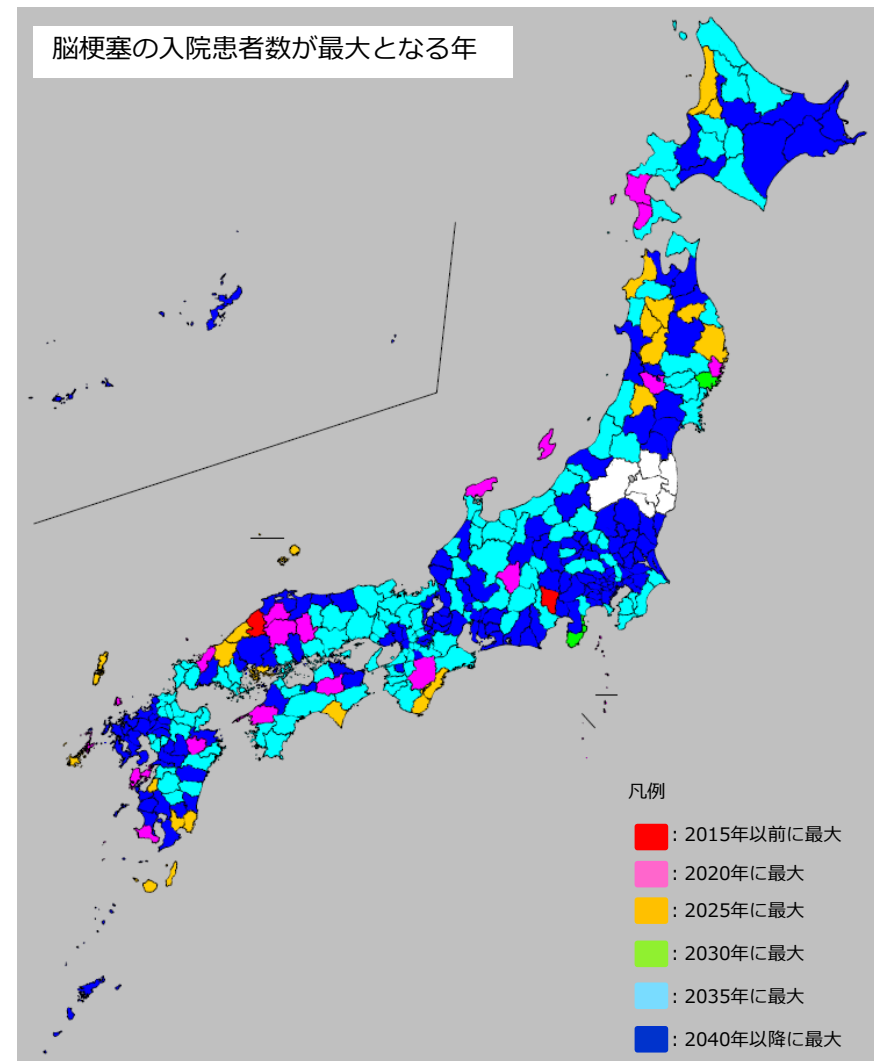 脳梗塞の入院患者数が最大となる年
凡例
: 2015年以前に最大
: 2020年に最大
: 2025年に最大
: 2030年に最大
: 2035年に最大
: 2040年以降に最大